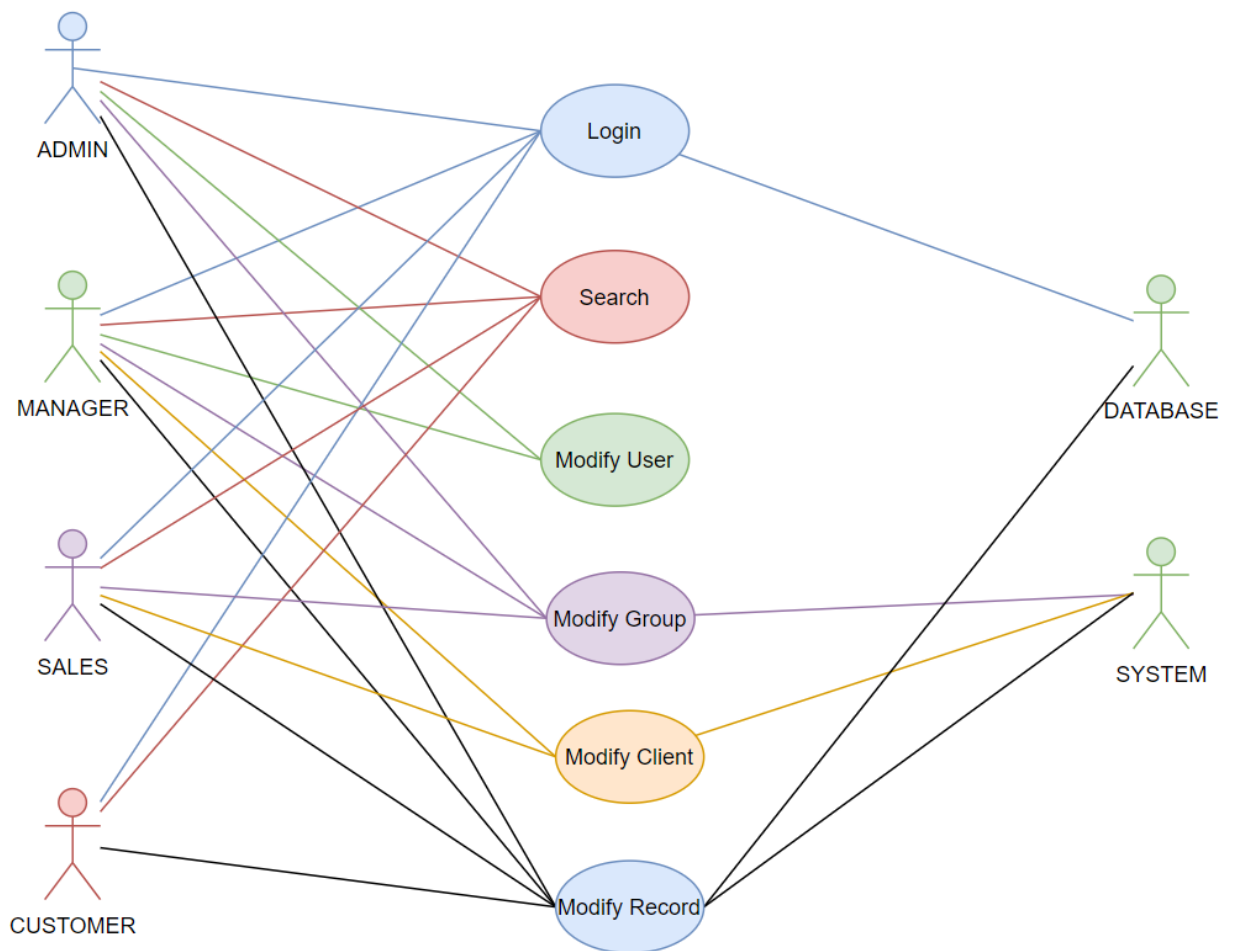 ADMIN
Login
Search
MANAGER
DATABASE
Modify User
Modify Group
SALES
SYSTEM
Modify Client
Modify Record
CUSTOMER